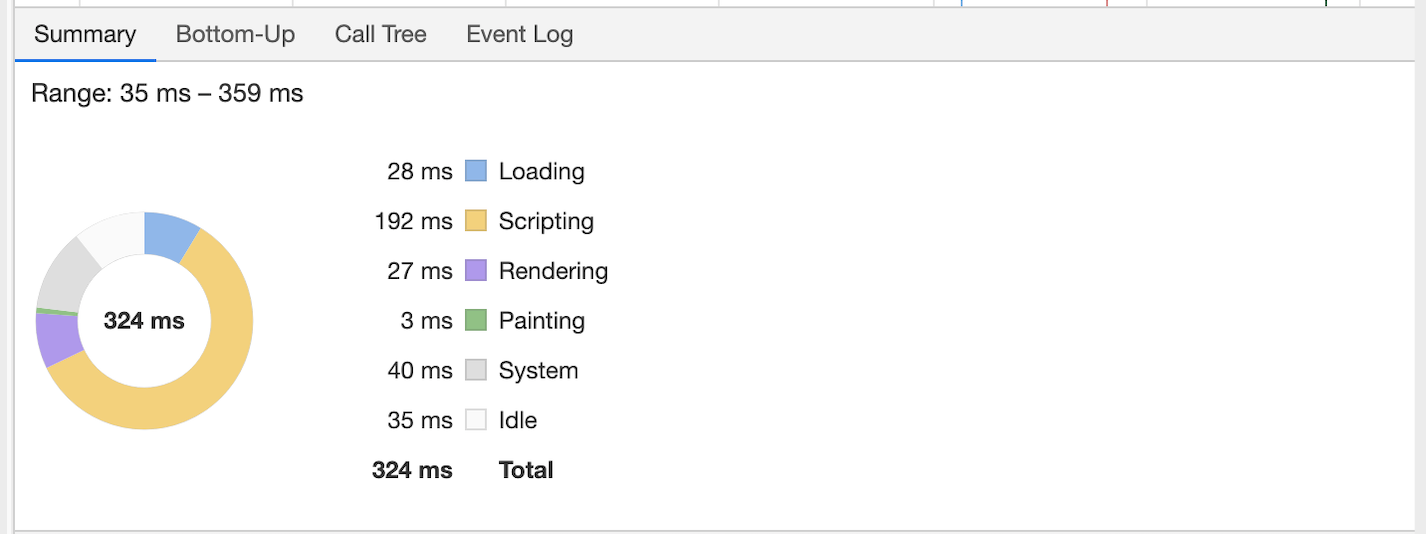 Summary Bottom-Up Call Tree Event Log
Range: 35 ms – 359 ms
28 ms Loading
192 ms Scripting
27 ms Rendering
324 ms
3 ms Painting
40 ms System
35 ms Idle
324 ms Total